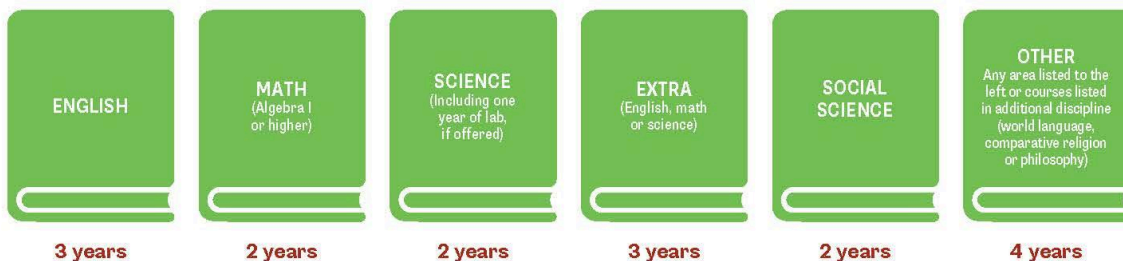 ENGLISH
3 years
MATH
(Algebra I
or higher)
2 years
SCIENCE
(Including one
year of lab,
if offered)
2 years
EXTRA
(English, math
or science)
3 years
SOCIAL
SCIENCE
2 years
OTHER
Any area listed to the
left or courses listed
in additional discipline
(world language,
comparative religion
or philosophy)
4 years